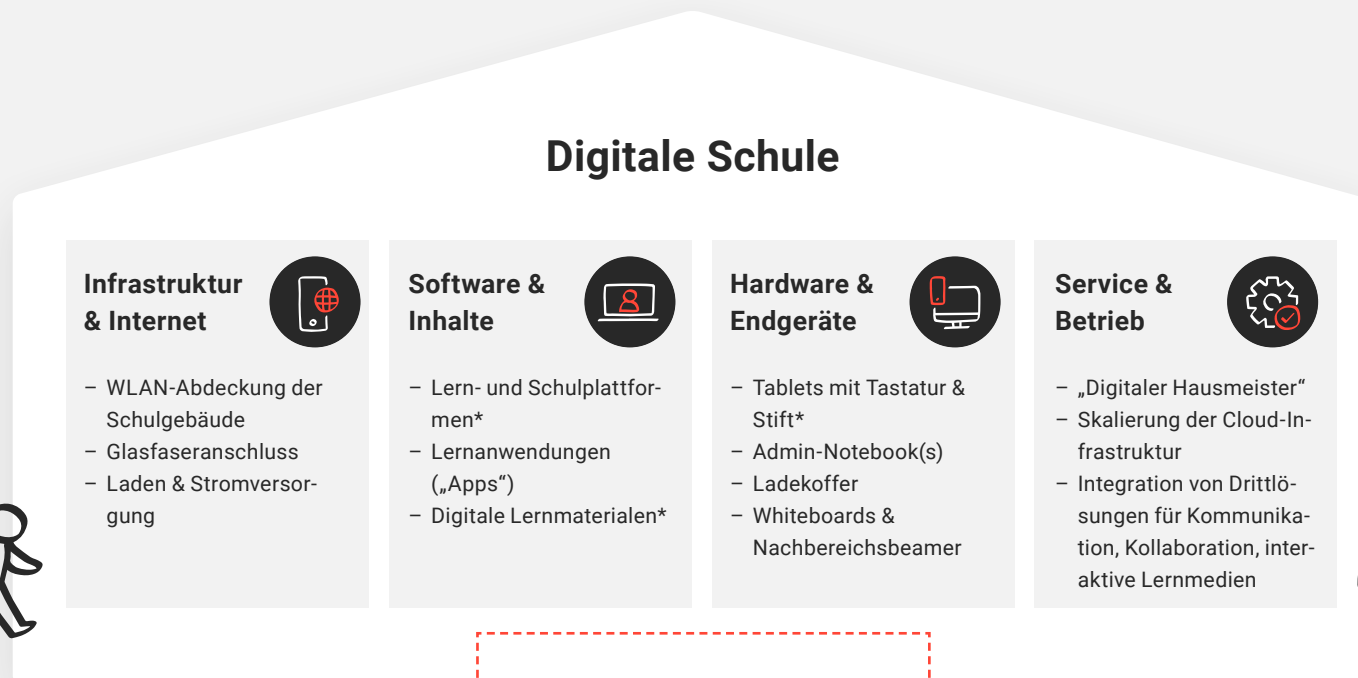 Digitale Schule
Infrastruktur
& Internet
– WLAN-Abdeckung der
Schulgebäude
– Glasfaseranschluss
– Laden & Stromversor-
gung
Software &
Inhalte
– Lern- und Schulplattfor-
men*
– Lernanwendungen
(„Apps“)
– Digitale Lernmaterialen*
Hardware &
Endgeräte
– Tablets mit Tastatur &
Stift*
– Admin-Notebook(s)
– Ladekoffer
– Whiteboards &
Nachbereichsbeamer
Service &
Betrieb
– „Digitaler Hausmeister“
– Skalierung der Cloud-In-
frastruktur
– Integration von Drittlö-
sungen für Kommunika-
tion, Kollaboration, inter-
aktive Lernmedien